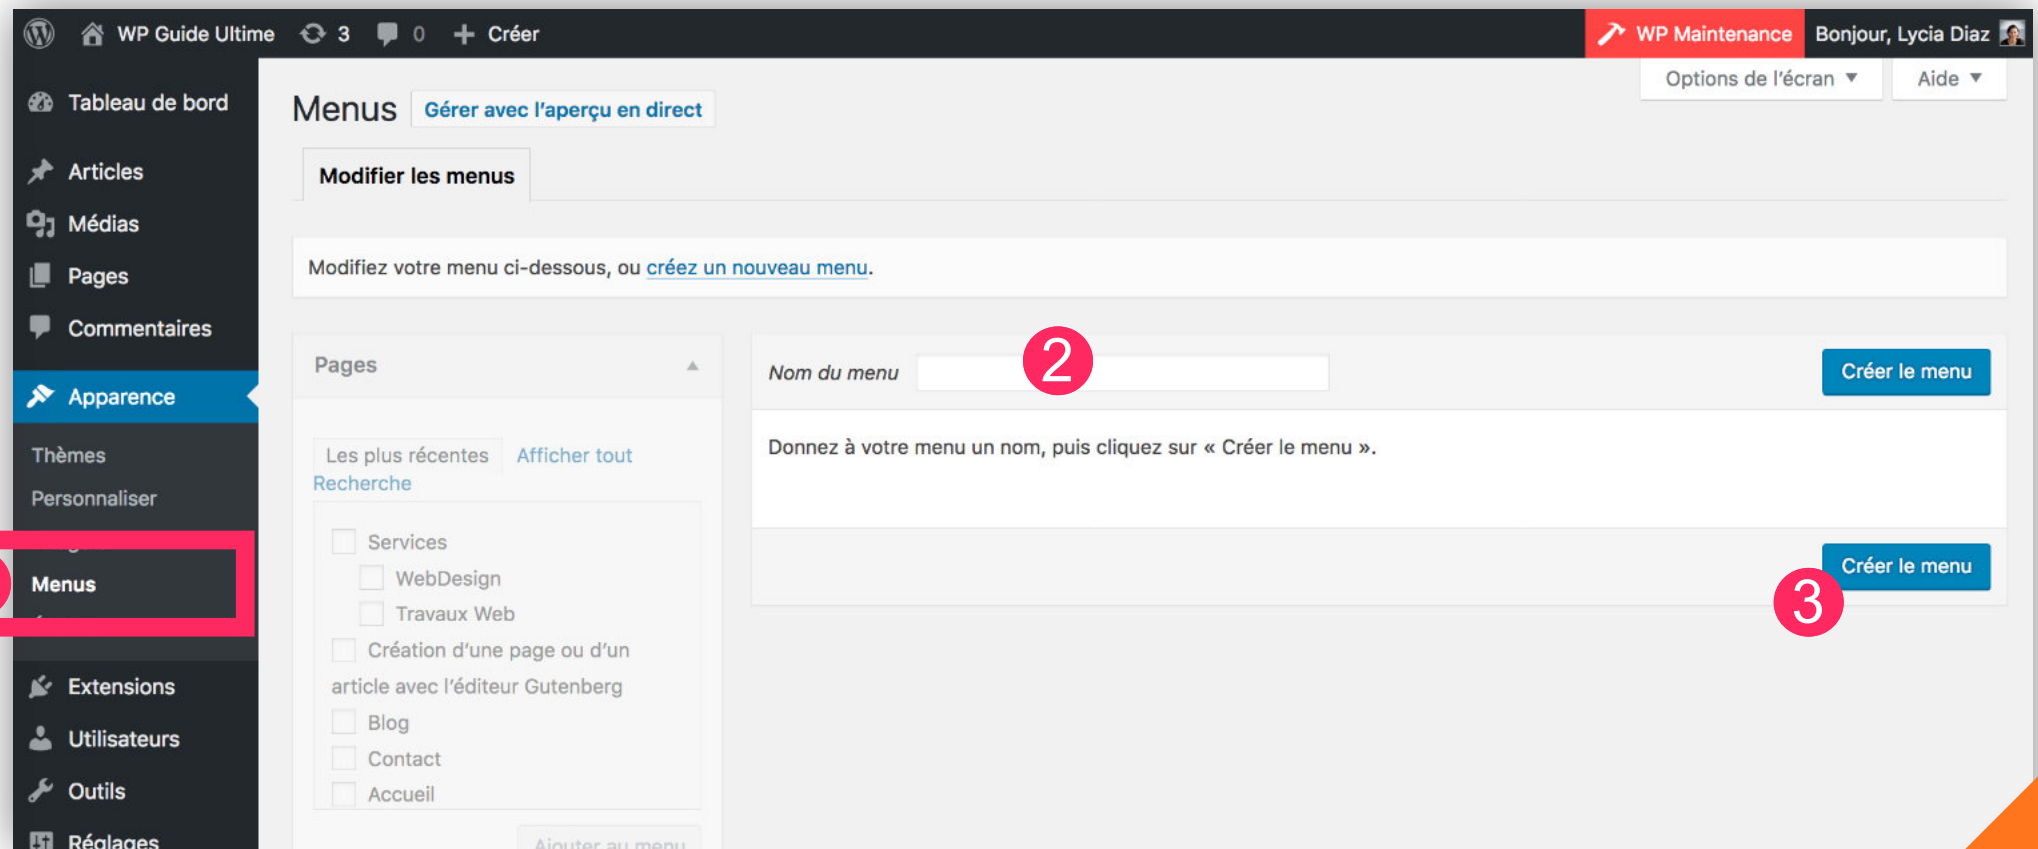 WP Guide Ultime 3 0 + Créer WP Maintenance Bonjour, Lycia Diaz
Options de l'écran ▼ Aide ▼
Tableau de bord
Articles
Médias
Pages
Commentaires
Apparence
Thèmes
Personnaliser
Menus
Extensions
Utilisateurs
Outils
Réglages
Menus Gérer avec l'aperçu en direct
Modifier les menus
Modifiez votre menu ci-dessous, ou créez un nouveau menu.
Pages
Les plus récentes Afficher tout
Recherche
Services
WebDesign
Travaux Web
Création d'une page ou d'un
article avec l'éditeur Gutenberg
Blog
Contact
Accueil
Ajouter au menu
Nom du menu 2 Créer le menu
Donnez à votre menu un nom, puis cliquez sur « Créer le menu ».
Créer le menu
3